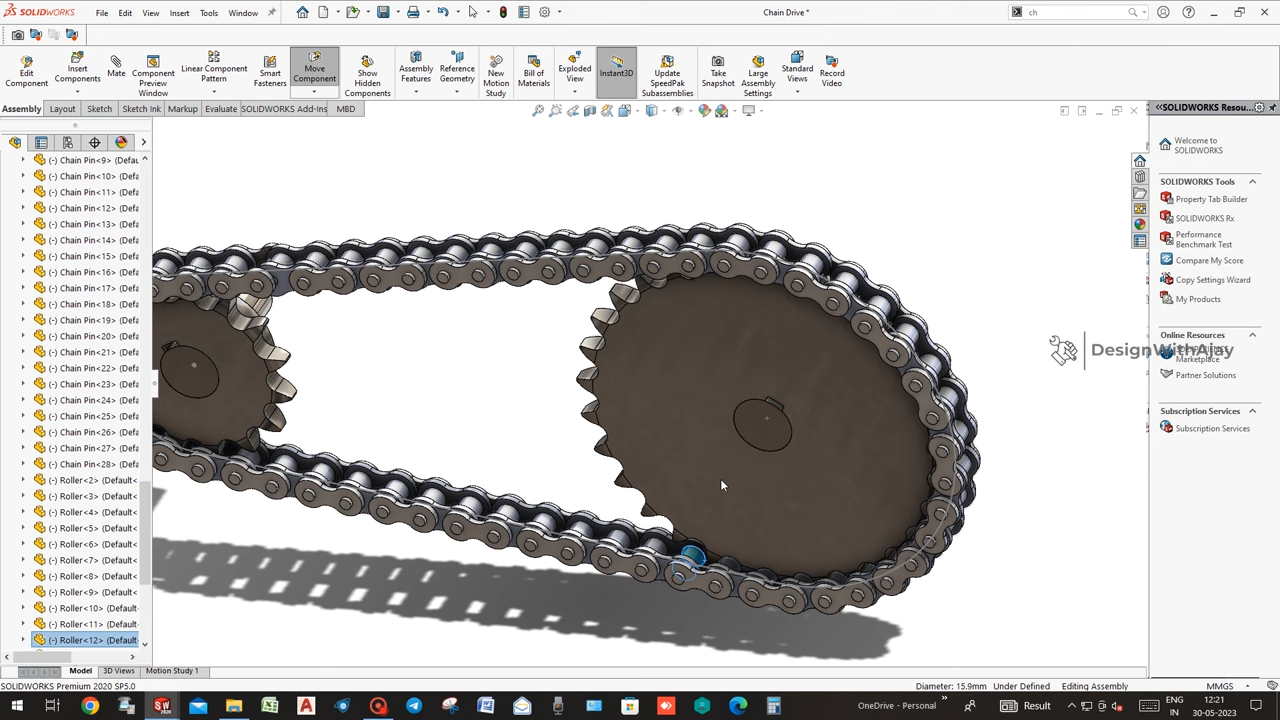 SOLIDWORKS File Edit View Insert Tools Window Chain Drive * ch
Edit Component
Insert Components
Mate
Component Preview Window
Linear Component Pattern
Smart Fasteners
Move Component
Show Hidden Components
Assembly Features
Reference Geometry
New Motion Study
Bill of Materials
Exploded View
Instant3D
Update SpeedPak Subassemblies
Take Snapshot
Large Assembly Settings
Standard Views
Record Video
Assembly Layout Sketch Sketch Ink Markup Evaluate SOLIDWORKS Add-Ins MBD
SOLIDWORKS Resou...
(-) Chain Pin<9> (Defau
(-) Chain Pin<10> (Defa
(-) Chain Pin<11> (Defa
(-) Chain Pin<12> (Defa
(-) Chain Pin<13> (Defa
(-) Chain Pin<14> (Defa
(-) Chain Pin<15> (Defa
(-) Chain Pin<16> (Defa
(-) Chain Pin<17> (Defa
(-) Chain Pin<18> (Defa
(-) Chain Pin<19> (Defa
(-) Chain Pin<20> (Defa
(-) Chain Pin<21> (Defa
(-) Chain Pin<22> (Defa
(-) Chain Pin<23> (Defa
(-) Chain Pin<24> (Defa
(-) Chain Pin<25> (Defa
(-) Chain Pin<26> (Defa
(-) Chain Pin<27> (Defa
(-) Chain Pin<28> (Defa
(-) Roller<2> (Default<
(-) Roller<3> (Default<
(-) Roller<4> (Default<
(-) Roller<5> (Default<
(-) Roller<6> (Default<
(-) Roller<7> (Default<
(-) Roller<8> (Default<
(-) Roller<9> (Default<
(-) Roller<10> (Default
(-) Roller<11> (Default
(-) Roller<12> (Default
Welcome to
SOLIDWORKS
SOLIDWORKS Tools
Property Tab Builder
SOLIDWORKS Rx
Performance
Benchmark Test
Compare My Score
Copy Settings Wizard
My Products
Online Resources
DesignWithAjay
Marketplace
Partner Solutions
Subscription Services
Subscription Services
Model 3D Views Motion Study 1
SOLIDWORKS Premium 2020 SP5.0 Diameter: 15.9mm Under Defined Editing Assembly MMGS
OneDrive - Personal Result ENG IN 12:21 30-05-2023